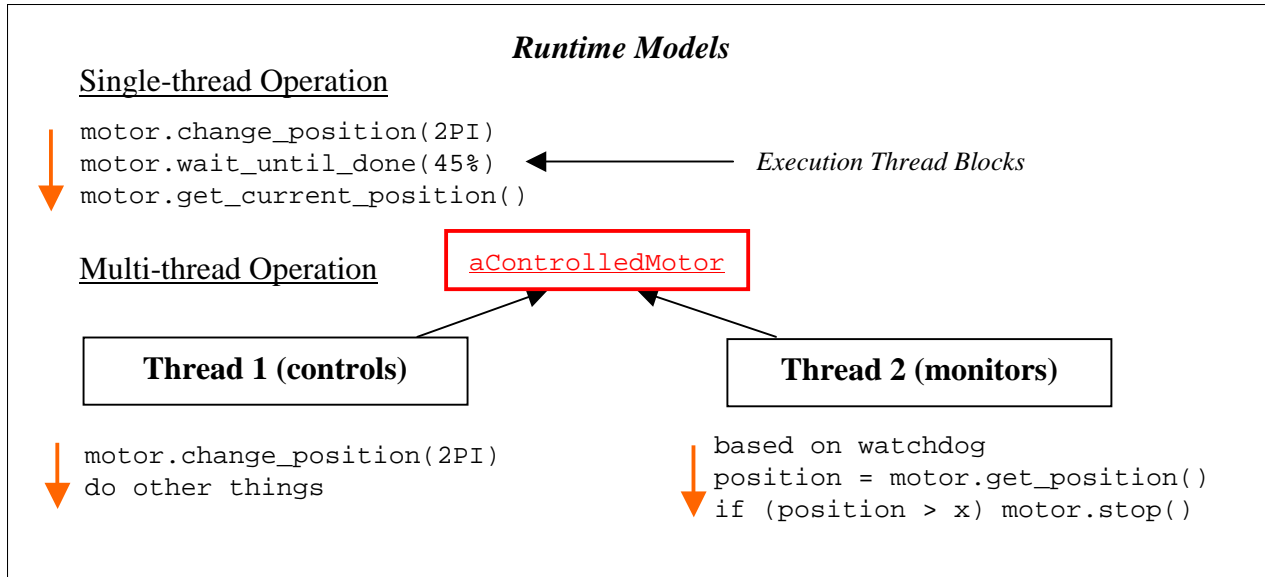 Runtime Models
Single-thread Operation
motor.change_position(2PI)
motor.wait_until_done(45%)
Execution Thread Blocks
motor.get_current_position()
aControlledMotor
Multi-thread Operation
Thread 1 (controls)
Thread 2 (monitors)
motor.change_position(2PI)
do other things
based on watchdog
position = motor.get_position()
if (position > x) motor.stop()